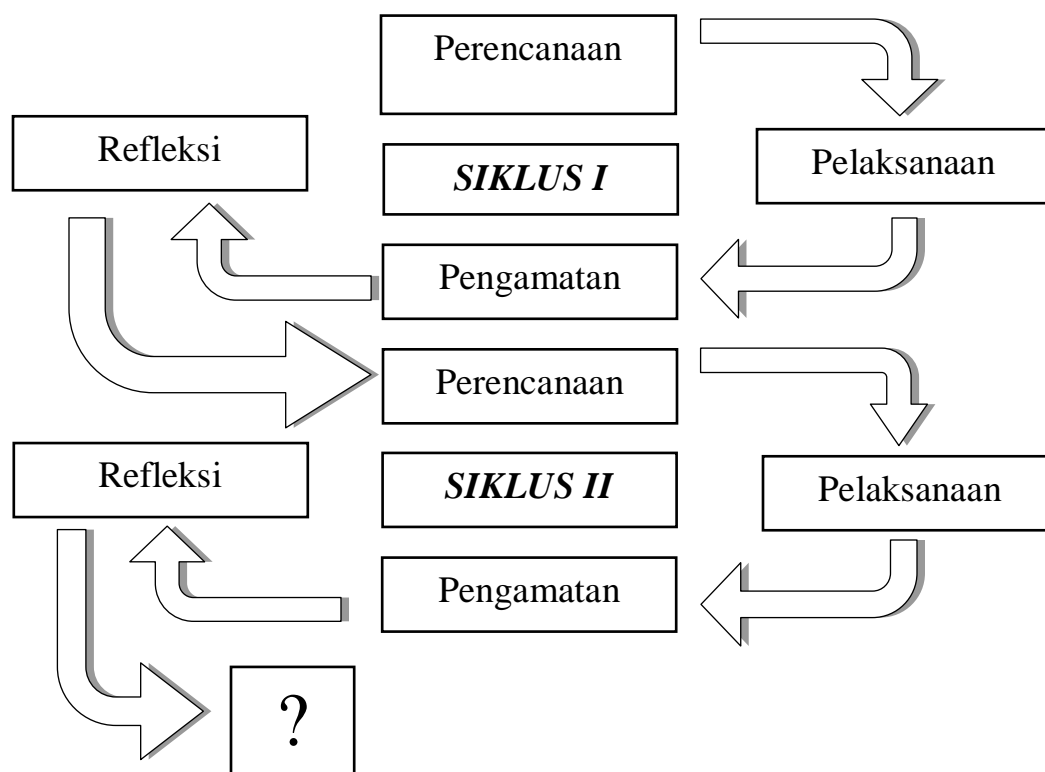 Perencanaan
Refleksi
Pelaksanaan
SIKLUS I
Pengamatan
Perencanaan
Refleksi
SIKLUS II
Pelaksanaan
Pengamatan
?